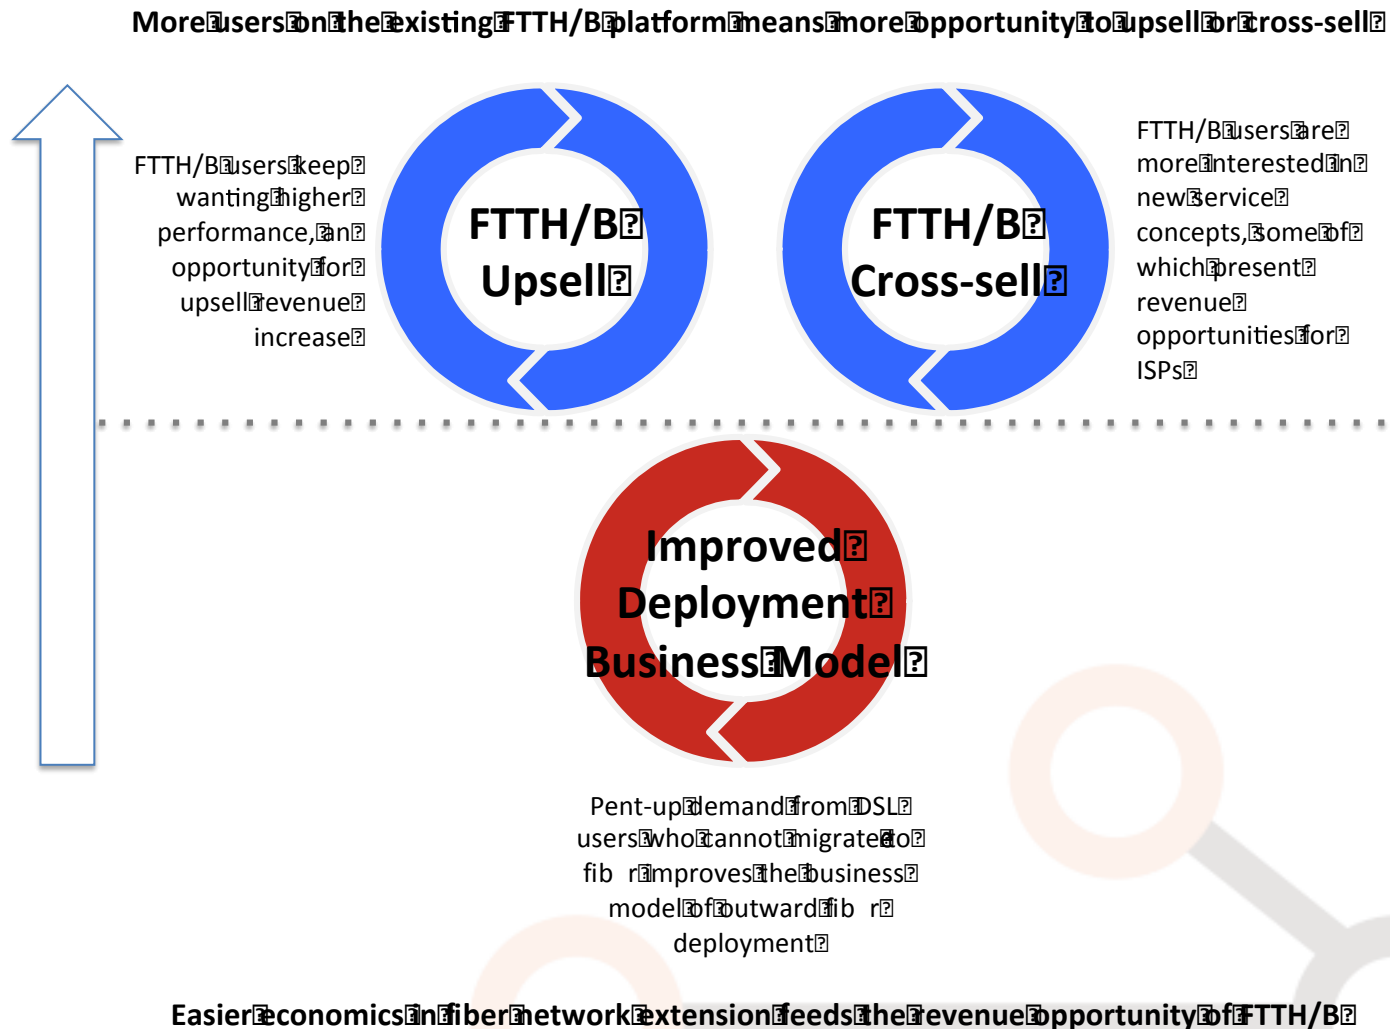 More users on the existing FTTH/B platform means more opportunity to upsell or cross-sell
FTTH/B users keep
wanting higher
performance, an
opportunity for
upsell revenue
increase
FTTH/B
Upsell
FTTH/B
Cross-sell
FTTH/B users are
more interested in
new service
concepts, some of
which present
revenue
opportunities for
ISPs
Improved
Deployment
Business Model
Pent-up demand from DSL
users who cannot migrate to
fib r improves the business
model of outward fib r
deployment
Easier economics in fiber network extension feeds the revenue opportunity of FTTH/B